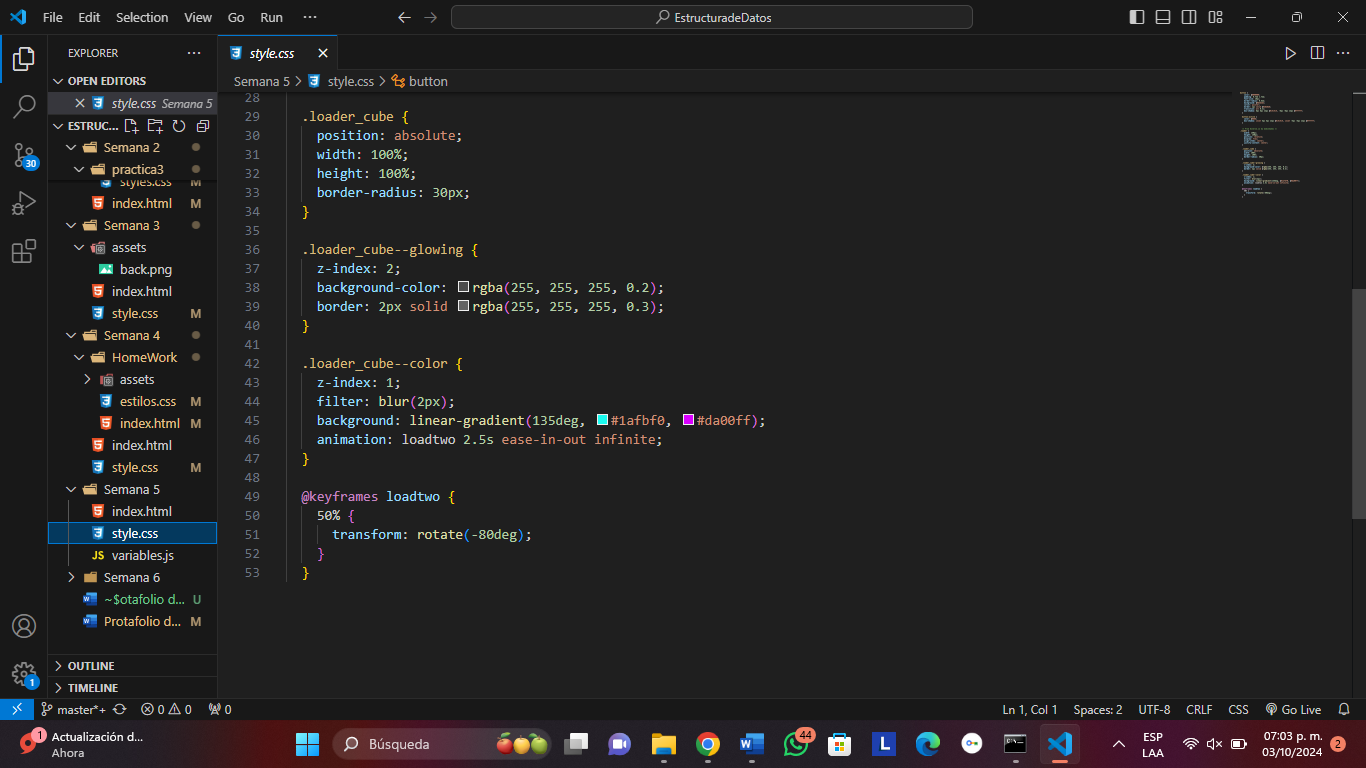 File Edit Selection View Go Run ···
EstructuradeDatos
EXPLORER ···
style.css
OPEN EDITORS
style.css Semana 5
Semana 5 > style.css > button
ESTRUC...
Semana 2
practica3
styles.css M
index.html M
Semana 3
assets
back.png
index.html
style.css M
Semana 4
HomeWork
assets
estilos.css M
index.html M
index.html
style.css M
Semana 5
index.html
style.css
JS variables.js
Semana 6
~$otafolio d... U
Protafolio d... M
OUTLINE
TIMELINE
30
1
28
29 .loader_cube {
30 position: absolute;
31 width: 100%;
32 height: 100%;
33 border-radius: 30px;
34 }
35
36 .loader_cube--glowing {
37 z-index: 2;
38 background-color: rgba(255, 255, 255, 0.2);
39 border: 2px solid rgba(255, 255, 255, 0.3);
40 }
41
42 .loader_cube--color {
43 z-index: 1;
44 filter: blur(2px);
45 background: linear-gradient(135deg, #1afbf0, #da00ff);
46 animation: loadtwo 2.5s ease-in-out infinite;
47 }
48
49 @keyframes loadtwo {
50 50% {
51 transform: rotate(-80deg);
52 }
53 }
master*+ 0 0 0
Ln 1, Col 1 Spaces: 2 UTF-8 CRLF CSS Go Live
1
Actualización d...
Ahora
Búsqueda
44
L
ESP
LAA
07:03 p. m.
03/10/2024
2